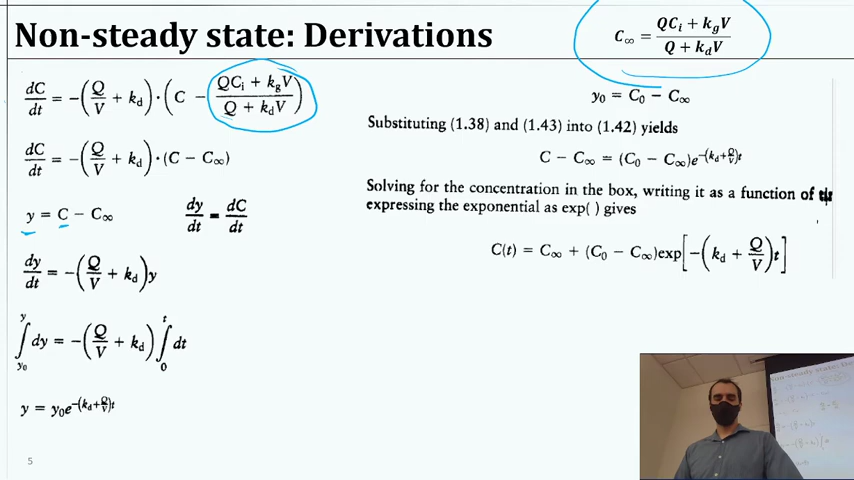 Non-steady state: Derivations
C∞ = (QCi + kgV) / (Q + kdV)
dC/dt = -(Q/V + kd) · (C - (QCi + kgV) / (Q + kdV))
dC/dt = -(Q/V + kd) · (C - C∞)
y = C - C∞ dy/dt = dC/dt
dy/dt = -(Q/V + kd)y
∫_{y0}^{y} dy = -(Q/V + kd) ∫_{0}^{t} dt
y = y0e^{-(kd+Q/V)t}
y0 = C0 - C∞
Substituting (1.38) and (1.43) into (1.42) yields
C - C∞ = (C0 - C∞)e^{-(kd+Q/V)t}
Solving for the concentration in the box, writing it as a function of
expressing the exponential as exp( ) gives
C(t) = C∞ + (C0 - C∞)exp[-(kd + Q/V)t]
5